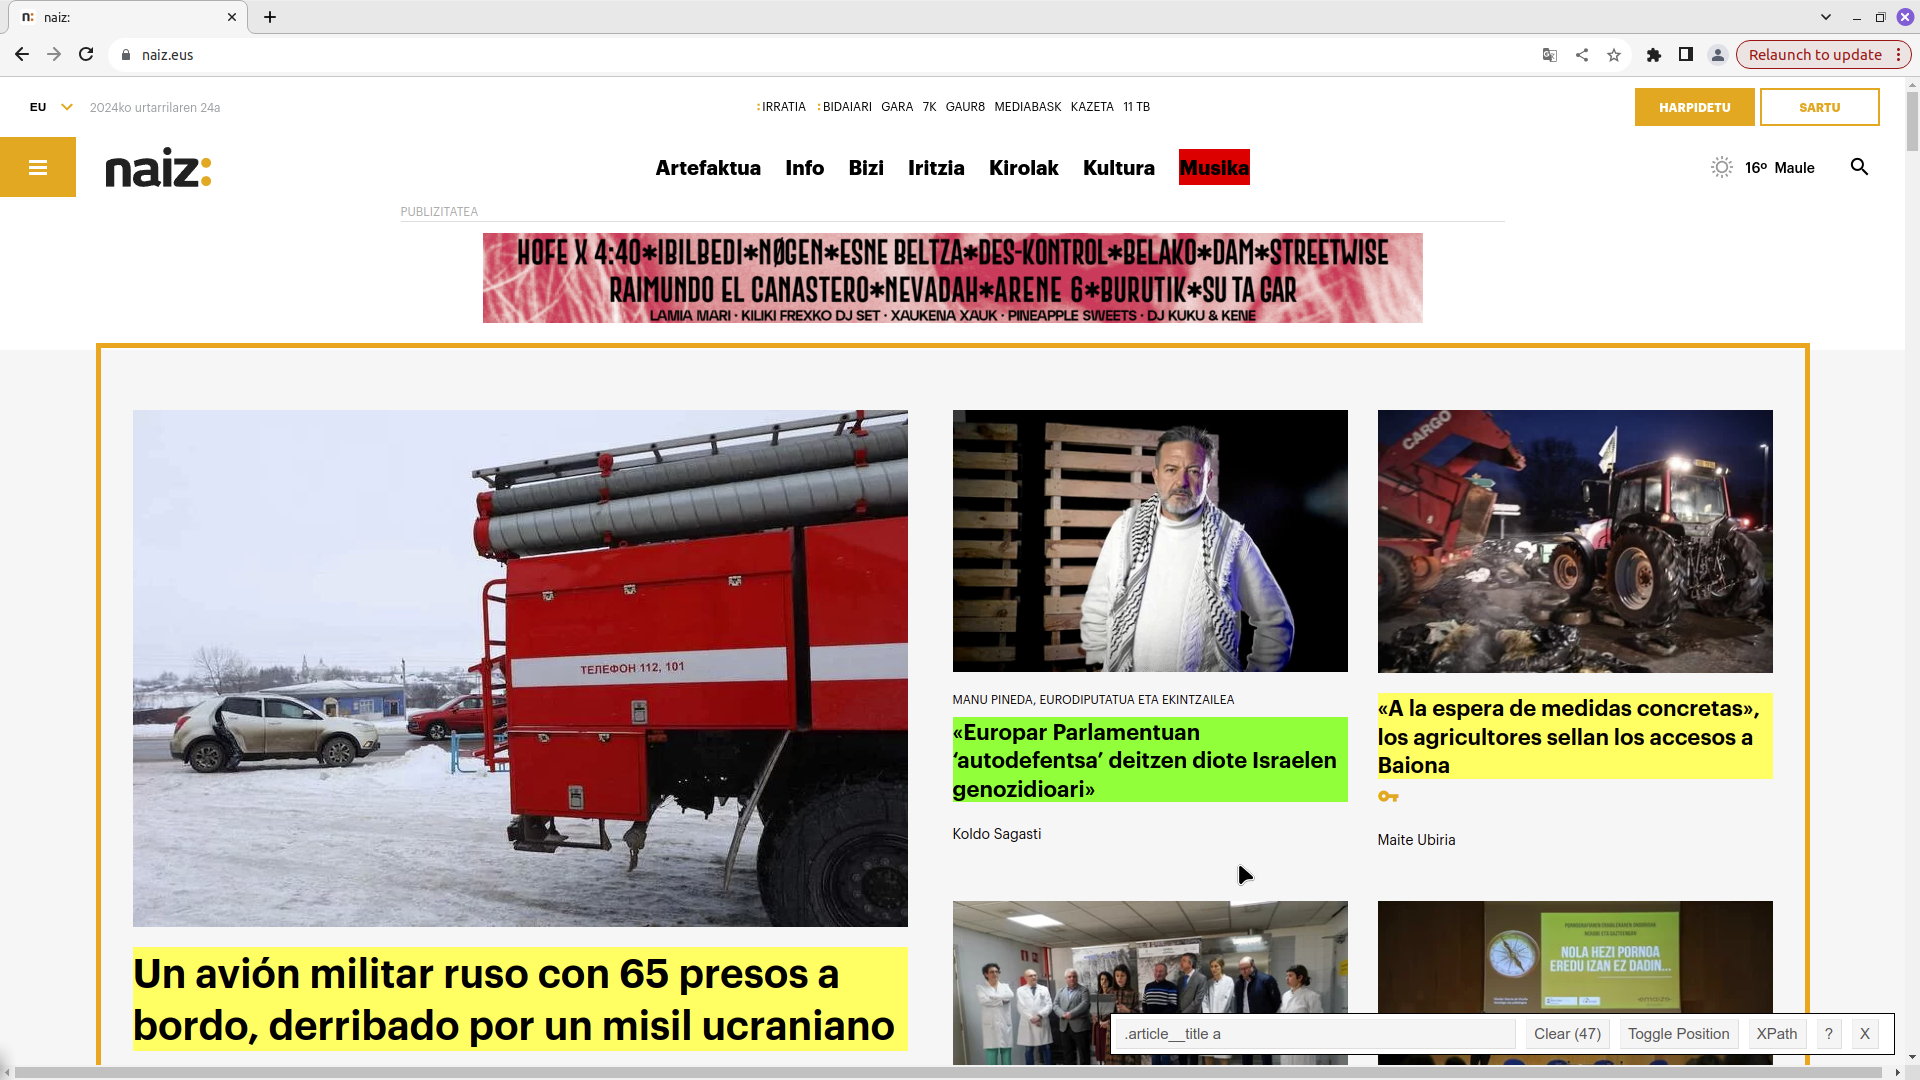 n: naiz:
naiz.eus
Relaunch to update
EU
2024ko urtarrilaren 24a
:IRRATIA :BIDAIARI GARA 7K GAUR8 MEDIABASK KAZETA 11 TB
HARPIDETU
SARTU
naiz:
Artefaktua Info Bizi Iritzia Kirolak Kultura Musika
16º Maule
PUBLIZITATEA
HOFE X 4:40*IBILBEDI*NØGEN*ESNE BELTZA*DES-KONTROL*BELAKO*DAM*STREETWISE
RAIMUNDO EL CANASTERO*NEVADAH*ARENE 6*BURUTIK*SU TA GAR
LAMIA MARI · KILIKI FREXKO DJ SET · XAUKENA XAUK · PINEAPPLE SWEETS · DJ KUKU & KENE
ТЕЛЕФОН 112, 101
Un avión militar ruso con 65 presos a
bordo, derribado por un misil ucraniano
MANU PINEDA, EURODIPUTATUA ETA EKINTZAILEA
«Europar Parlamentuan
‘autodefentsa’ deitzen diote Israelen
genozidioari»
Koldo Sagasti
CARGO
«A la espera de medidas concretas»,
los agricultores sellan los accesos a
Baiona
Maite Ubiria
NOLA HEZI PORNOA
EREDU IZAN EZ DADIN...
.article__title a
Clear (47)
Toggle Position
XPath
?
X